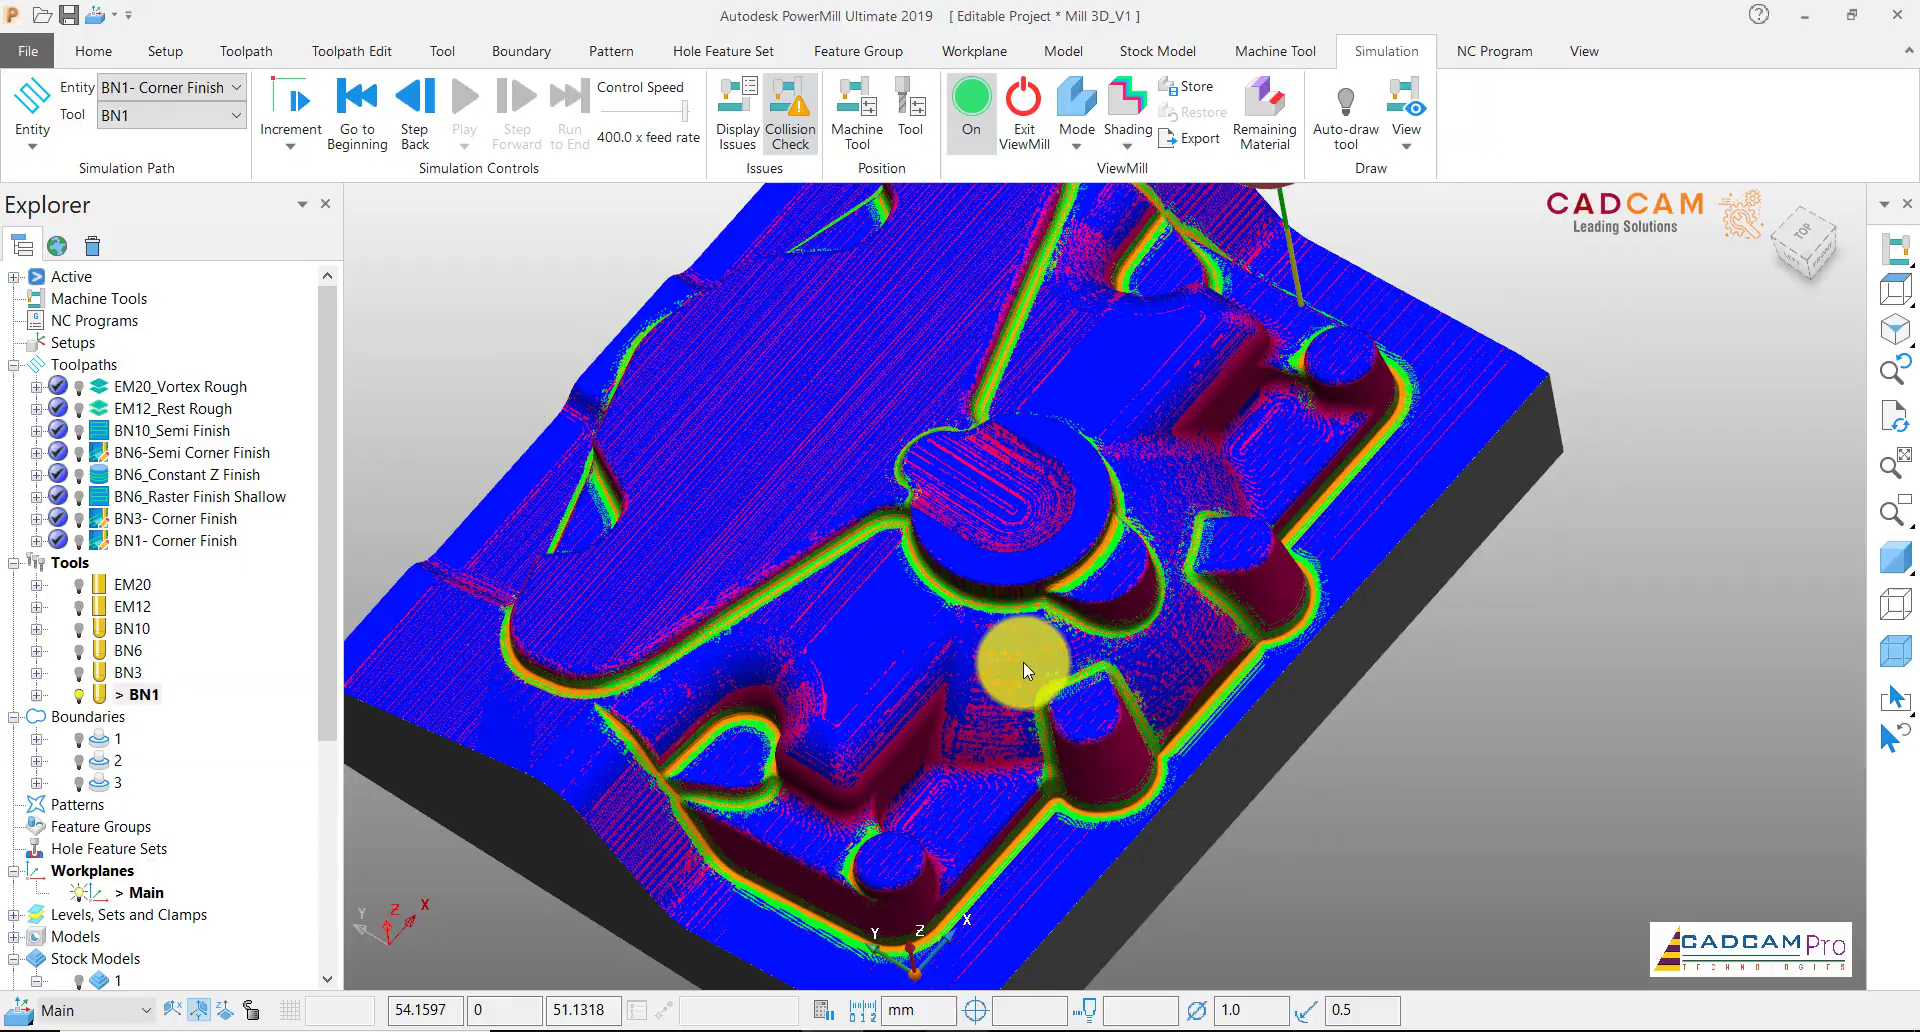 Autodesk PowerMill Ultimate 2019 [ Editable Project * Mill 3D_V1 ]
File Home Setup Toolpath Toolpath Edit Tool Boundary Pattern Hole Feature Set Feature Group Workplane Model Stock Model Machine Tool Simulation NC Program View
Entity BN1- Corner Finish
Tool BN1
Entity
Simulation Path
Increment
Go to Beginning
Step Back
Play
Step Forward
Run to End
Control Speed
400.0 x feed rate
Simulation Controls
Display Issues
Collision Check
Issues
Machine Tool
Tool
Position
On
Exit ViewMill
Mode
Shading
Store
Restore
Export
Remaining Material
ViewMill
Auto-draw tool
View
Draw
Explorer
Active
Machine Tools
NC Programs
Setups
Toolpaths
EM20_Vortex Rough
EM12_Rest Rough
BN10_Semi Finish
BN6-Semi Corner Finish
BN6_Constant Z Finish
BN6_Raster Finish Shallow
BN3- Corner Finish
BN1- Corner Finish
Tools
EM20
EM12
BN10
BN6
BN3
> BN1
Boundaries
1
2
3
Patterns
Feature Groups
Hole Feature Sets
Workplanes
> Main
Levels, Sets and Clamps
Models
Stock Models
1
CADCAM
Leading Solutions
TOP
LEFT
FRONT
Y Z X
Y Z X
CADCAM Pro
TECHNOLOGIES
Main 54.1597 0 51.1318 mm 1.0 0.5